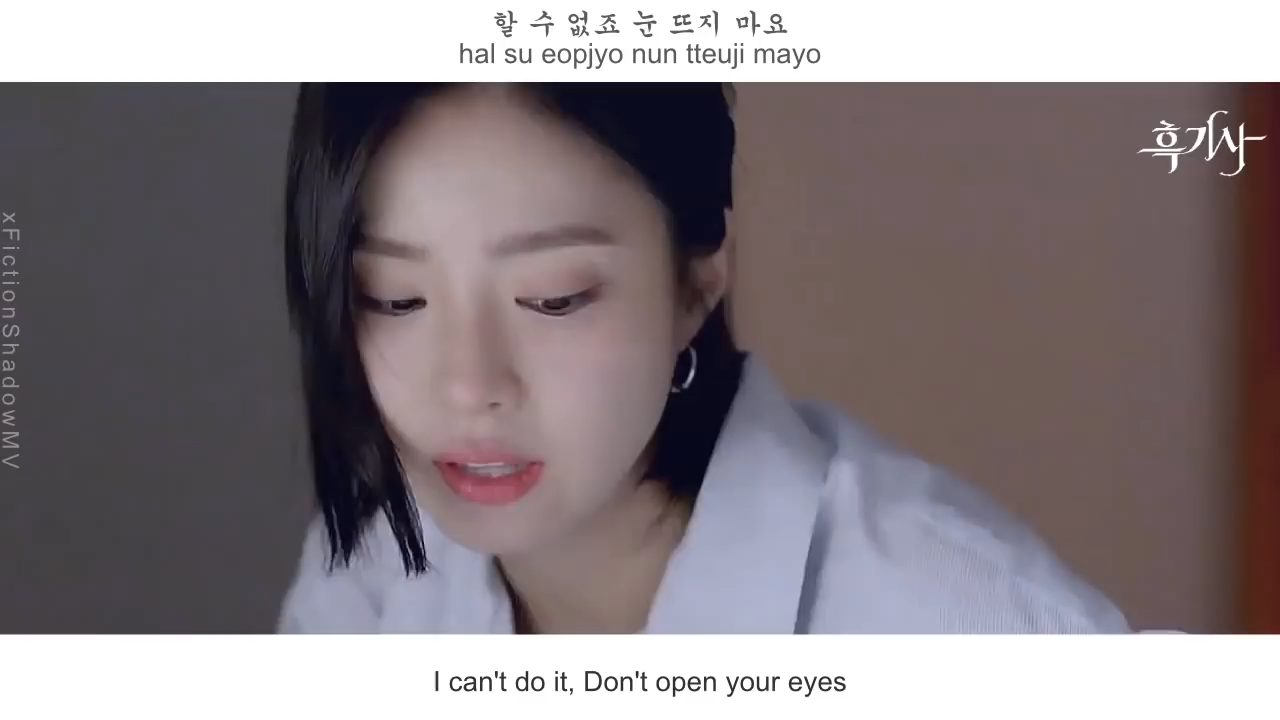 할 수 없죠 눈 뜨지 마요
hal su eopjyo nun tteuji mayo
흑기사
xFictionShadowMV
I can't do it, Don't open your eyes